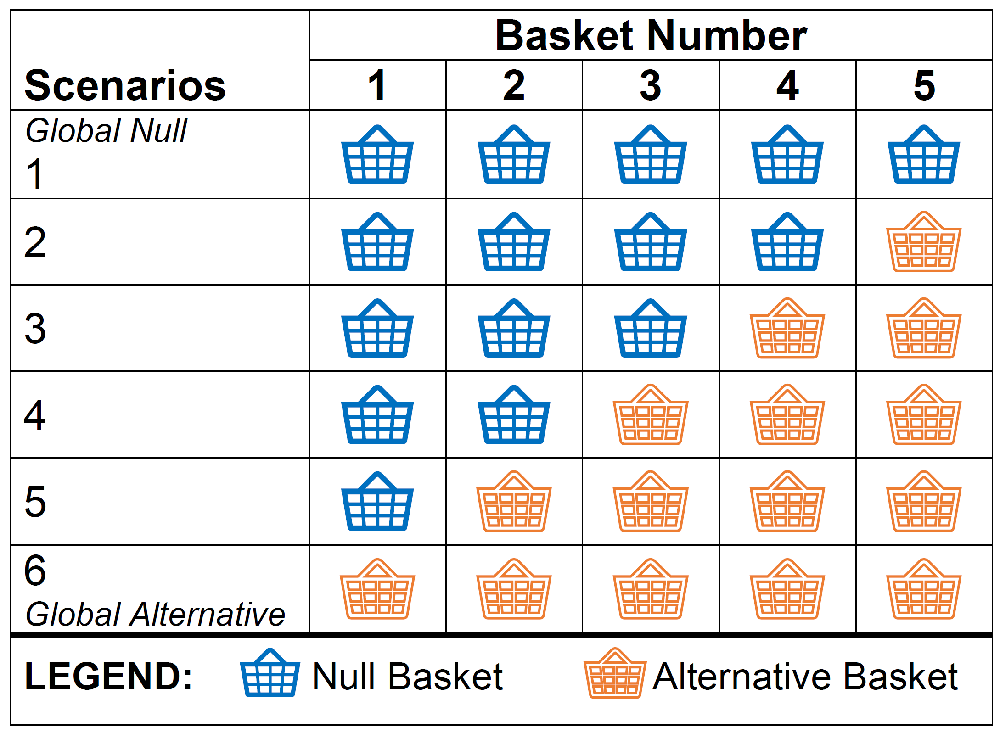 Basket Number
Scenarios 1 2 3 4 5
Global Null
1
2
3
4
5
6
Global Alternative
LEGEND: Null Basket Alternative Basket